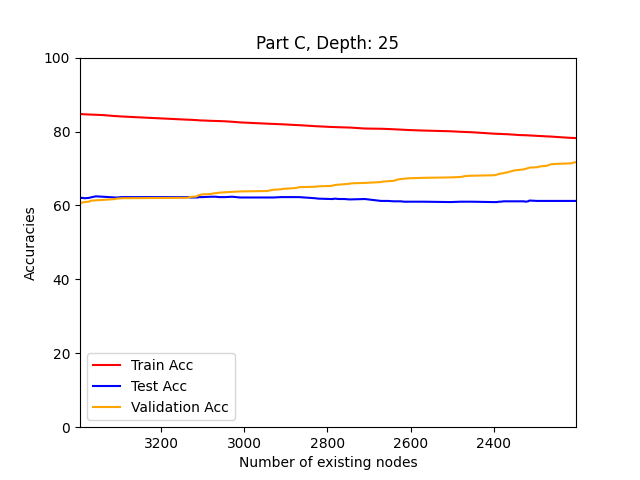 Part C, Depth: 25
100
80
60
40
20
0
Accuracies
Train Acc
Test Acc
Validation Acc
3200 3000 2800 2600 2400
Number of existing nodes